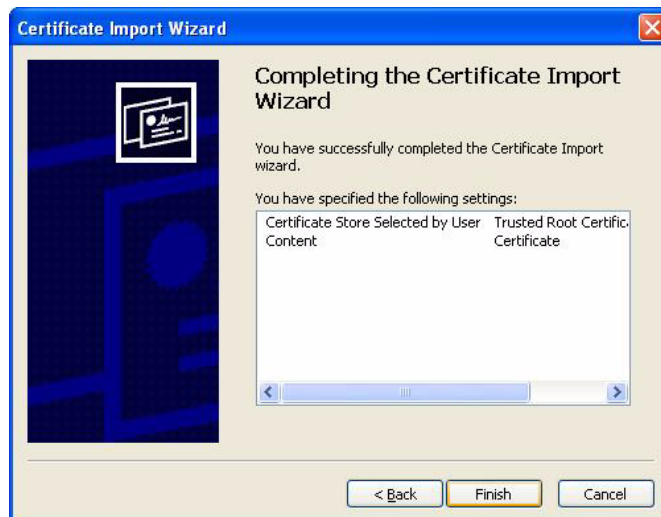 Certificate Import Wizard
Completing the Certificate Import
Wizard
You have successfully completed the Certificate Import
wizard.
You have specified the following settings:
Certificate Store Selected by User Trusted Root Certific
Content Certificate
< Back Finish Cancel